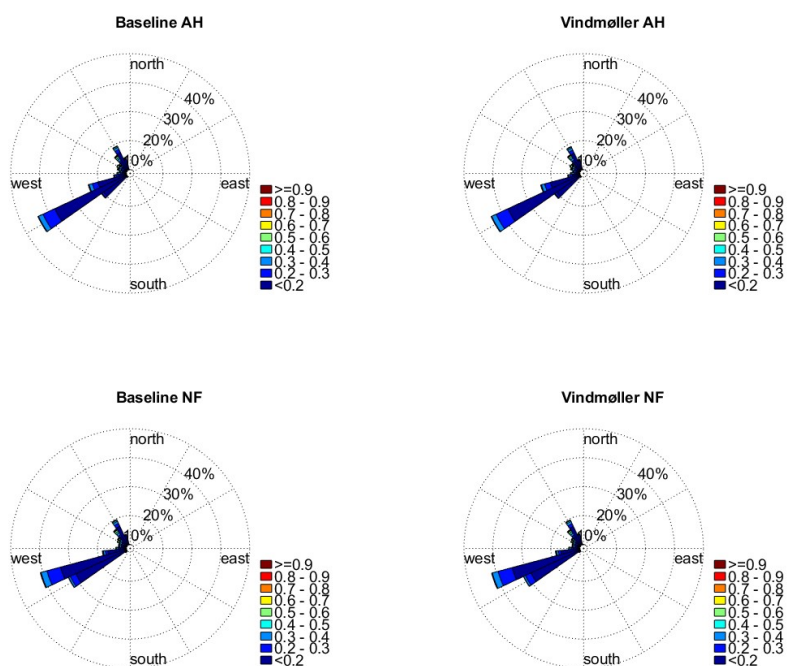 Baseline AH
north
40%
30%
20%
10%
west
east
south
>=0.9
0.8 - 0.9
0.7 - 0.8
0.6 - 0.7
0.5 - 0.6
0.4 - 0.5
0.3 - 0.4
0.2 - 0.3
<0.2
Vindmøller AH
north
40%
30%
20%
10%
west
east
south
>=0.9
0.8 - 0.9
0.7 - 0.8
0.6 - 0.7
0.5 - 0.6
0.4 - 0.5
0.3 - 0.4
0.2 - 0.3
<0.2
Baseline NF
north
40%
30%
20%
10%
west
east
south
>=0.9
0.8 - 0.9
0.7 - 0.8
0.6 - 0.7
0.5 - 0.6
0.4 - 0.5
0.3 - 0.4
0.2 - 0.3
<0.2
Vindmøller NF
north
40%
30%
20%
10%
west
east
south
>=0.9
0.8 - 0.9
0.7 - 0.8
0.6 - 0.7
0.5 - 0.6
0.4 - 0.5
0.3 - 0.4
0.2 - 0.3
<0.2